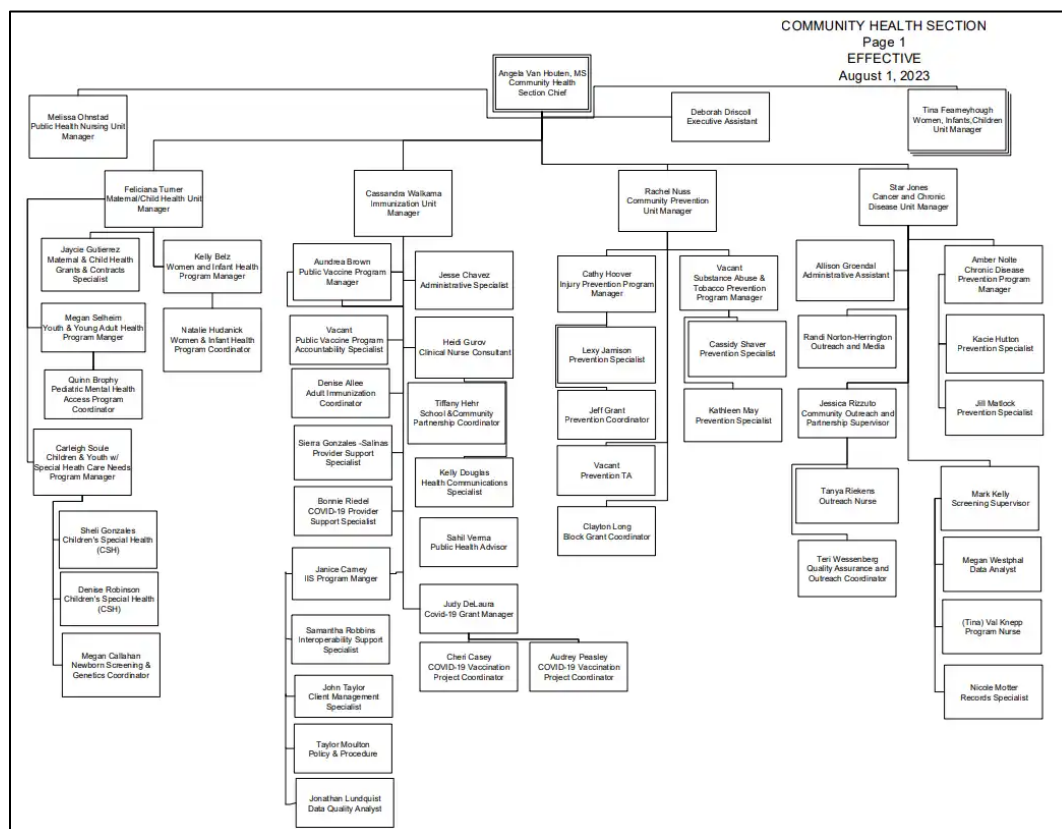 COMMUNITY HEALTH SECTION
Page 1
EFFECTIVE
August 1, 2023
Angela Van Houten, MS
Community Health
Section Chief
Melissa Ohnstad
Public Health Nursing Unit
Manager
Deborah Driscoll
Executive Assistant
Tina Fearneyhough
Women, Infants,Children
Unit Manager
Feliciana Turner
Maternal/Child Health Unit
Manager
Cassandra Walkama
Immunization Unit
Manager
Rachel Nuss
Community Prevention
Unit Manager
Star Jones
Cancer and Chronic
Disease Unit Manager
Jaycie Gutierrez
Maternal & Child Health
Grants & Contracts
Specialist
Kelly Belz
Women and Infant Health
Program Manager
Megan Selheim
Youth & Young Adult Health
Program Manger
Natalie Hudanick
Women & Infant Health
Program Coordinator
Quinn Brophy
Pediatric Mental Health
Access Program
Coordinator
Carleigh Soule
Children & Youth w/
Special Heath Care Needs
Program Manager
Sheli Gonzales
Children's Special Health
(CSH)
Denise Robinson
Children's Special Health
(CSH)
Megan Callahan
Newborn Screening &
Genetics Coordinator
Aundrea Brown
Public Vaccine Program
Manager
Jesse Chavez
Administrative Specialist
Vacant
Public Vaccine Program
Accountability Specialist
Heidi Gurov
Clinical Nurse Consultant
Denise Allee
Adult Immunization
Coordinator
Tiffany Hehr
School &Community
Partnership Coordinator
Sierra Gonzales -Salinas
Provider Support
Specialist
Kelly Douglas
Health Communications
Specialist
Bonnie Riedel
COVID-19 Provider
Support Specialist
Sahil Verma
Public Health Advisor
Janice Carney
IIS Program Manger
Judy DeLaura
Covid-19 Grant Manager
Samantha Robbins
Interoperability Support
Specialist
Cheri Casey
COVID-19 Vaccination
Project Coordinator
Audrey Peasley
COVID-19 Vaccination
Project Coordinator
John Taylor
Client Management
Specialist
Taylor Moulton
Policy & Procedure
Jonathan Lundquist
Data Quality Analyst
Cathy Hoover
Injury Prevention Program
Manager
Vacant
Substance Abuse &
Tobacco Prevention
Program Manager
Lexy Jamison
Prevention Specialist
Cassidy Shaver
Prevention Specialist
Jeff Grant
Prevention Coordinator
Kathleen May
Prevention Specialist
Vacant
Prevention TA
Clayton Long
Block Grant Coordinator
Allison Groendal
Administrative Assistant
Amber Nolte
Chronic Disease
Prevention Program
Manager
Randi Norton-Herrington
Outreach and Media
Kacie Hutton
Prevention Specialist
Jessica Rizzuto
Community Outreach and
Partnership Supervisor
Jill Matlock
Prevention Specialist
Tanya Riekens
Outreach Nurse
Mark Kelly
Screening Supervisor
Teri Wessenberg
Quality Assurance and
Outreach Coordinator
Megan Westphal
Data Analyst
(Tina) Val Knepp
Program Nurse
Nicole Motter
Records Specialist